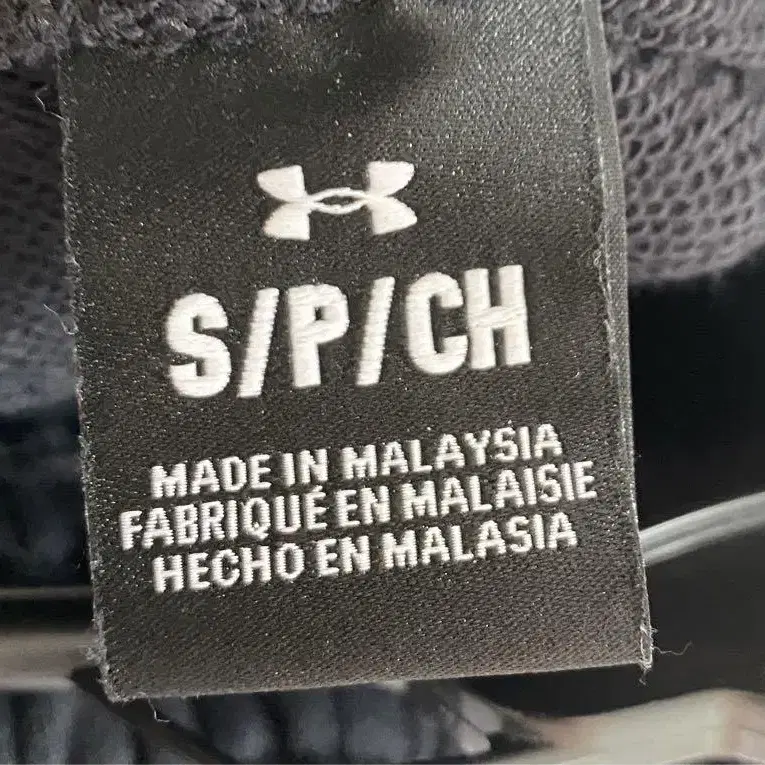 S/P/CH
MADE IN MALAYSIA
FABRIQUÉ EN MALAISIE
HECHO EN MALASIA